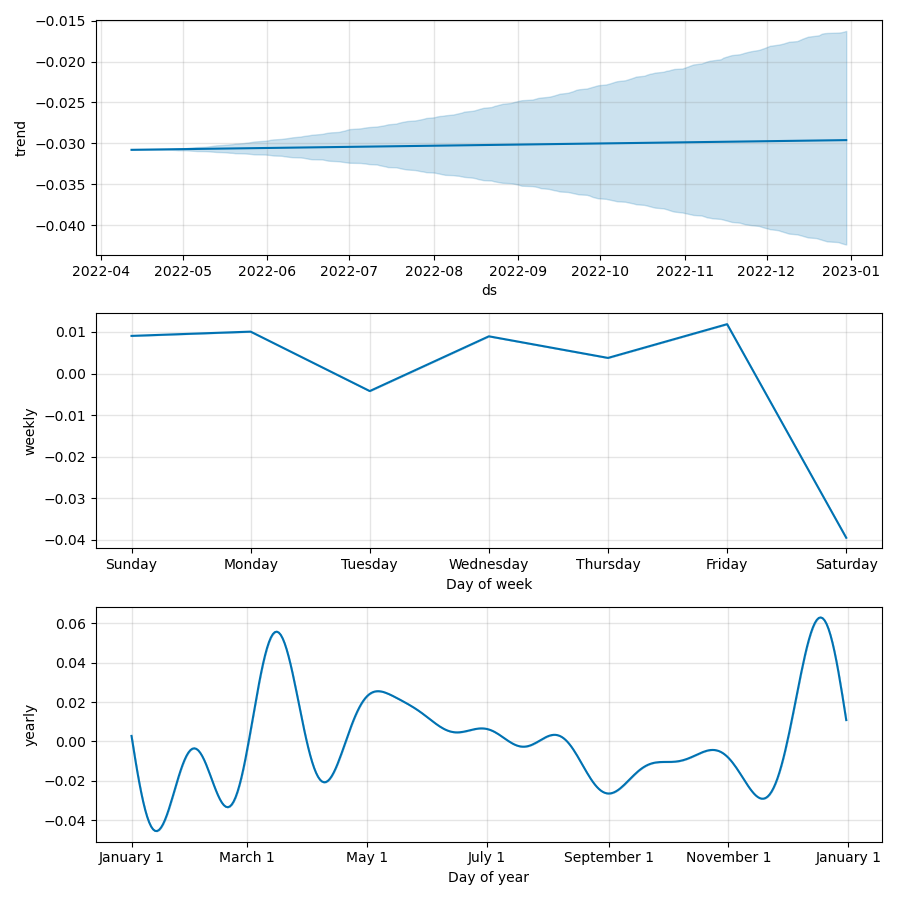 −0.015
−0.020
−0.025
−0.030
−0.035
−0.040
trend
2022-04 2022-05 2022-06 2022-07 2022-08 2022-09 2022-10 2022-11 2022-12 2023-01
ds
0.01
0.00
−0.01
−0.02
−0.03
−0.04
weekly
Sunday Monday Tuesday Wednesday Thursday Friday Saturday
Day of week
0.06
0.04
0.02
0.00
−0.02
−0.04
yearly
January 1 March 1 May 1 July 1 September 1 November 1 January 1
Day of year